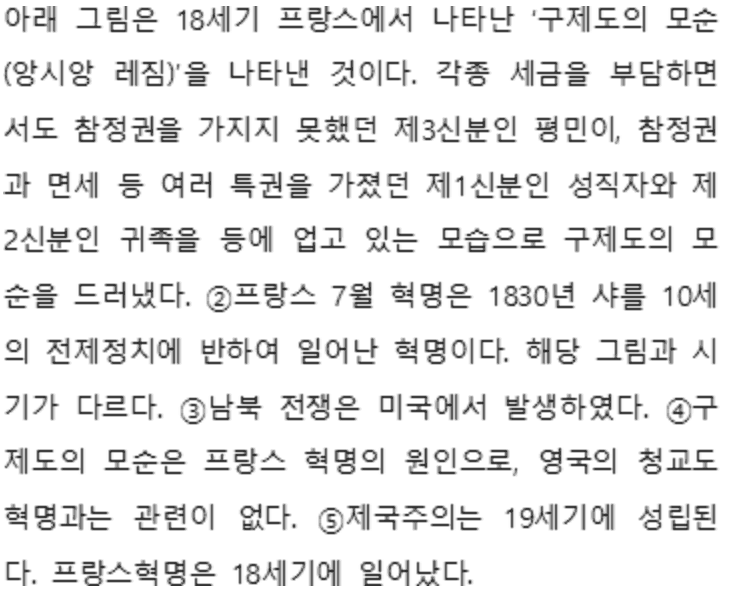 아래 그림은 18세기 프랑스에서 나타난 '구제도의 모순
(앙시앙 레짐)'을 나타낸 것이다. 각종 세금을 부담하면
서도 참정권을 가지지 못했던 제3신분인 평민이, 참정권
과 면세 등 여러 특권을 가졌던 제1신분인 성직자와 제
2신분인 귀족을 등에 업고 있는 모습으로 구제도의 모
순을 드러냈다. ②프랑스 7월 혁명은 1830년 샤를 10세
의 전제정치에 반하여 일어난 혁명이다. 해당 그림과 시
기가 다르다. ③남북 전쟁은 미국에서 발생하였다. ④구
제도의 모순은 프랑스 혁명의 원인으로, 영국의 청교도
혁명과는 관련이 없다. ⑤제국주의는 19세기에 성립된
다. 프랑스혁명은 18세기에 일어났다.